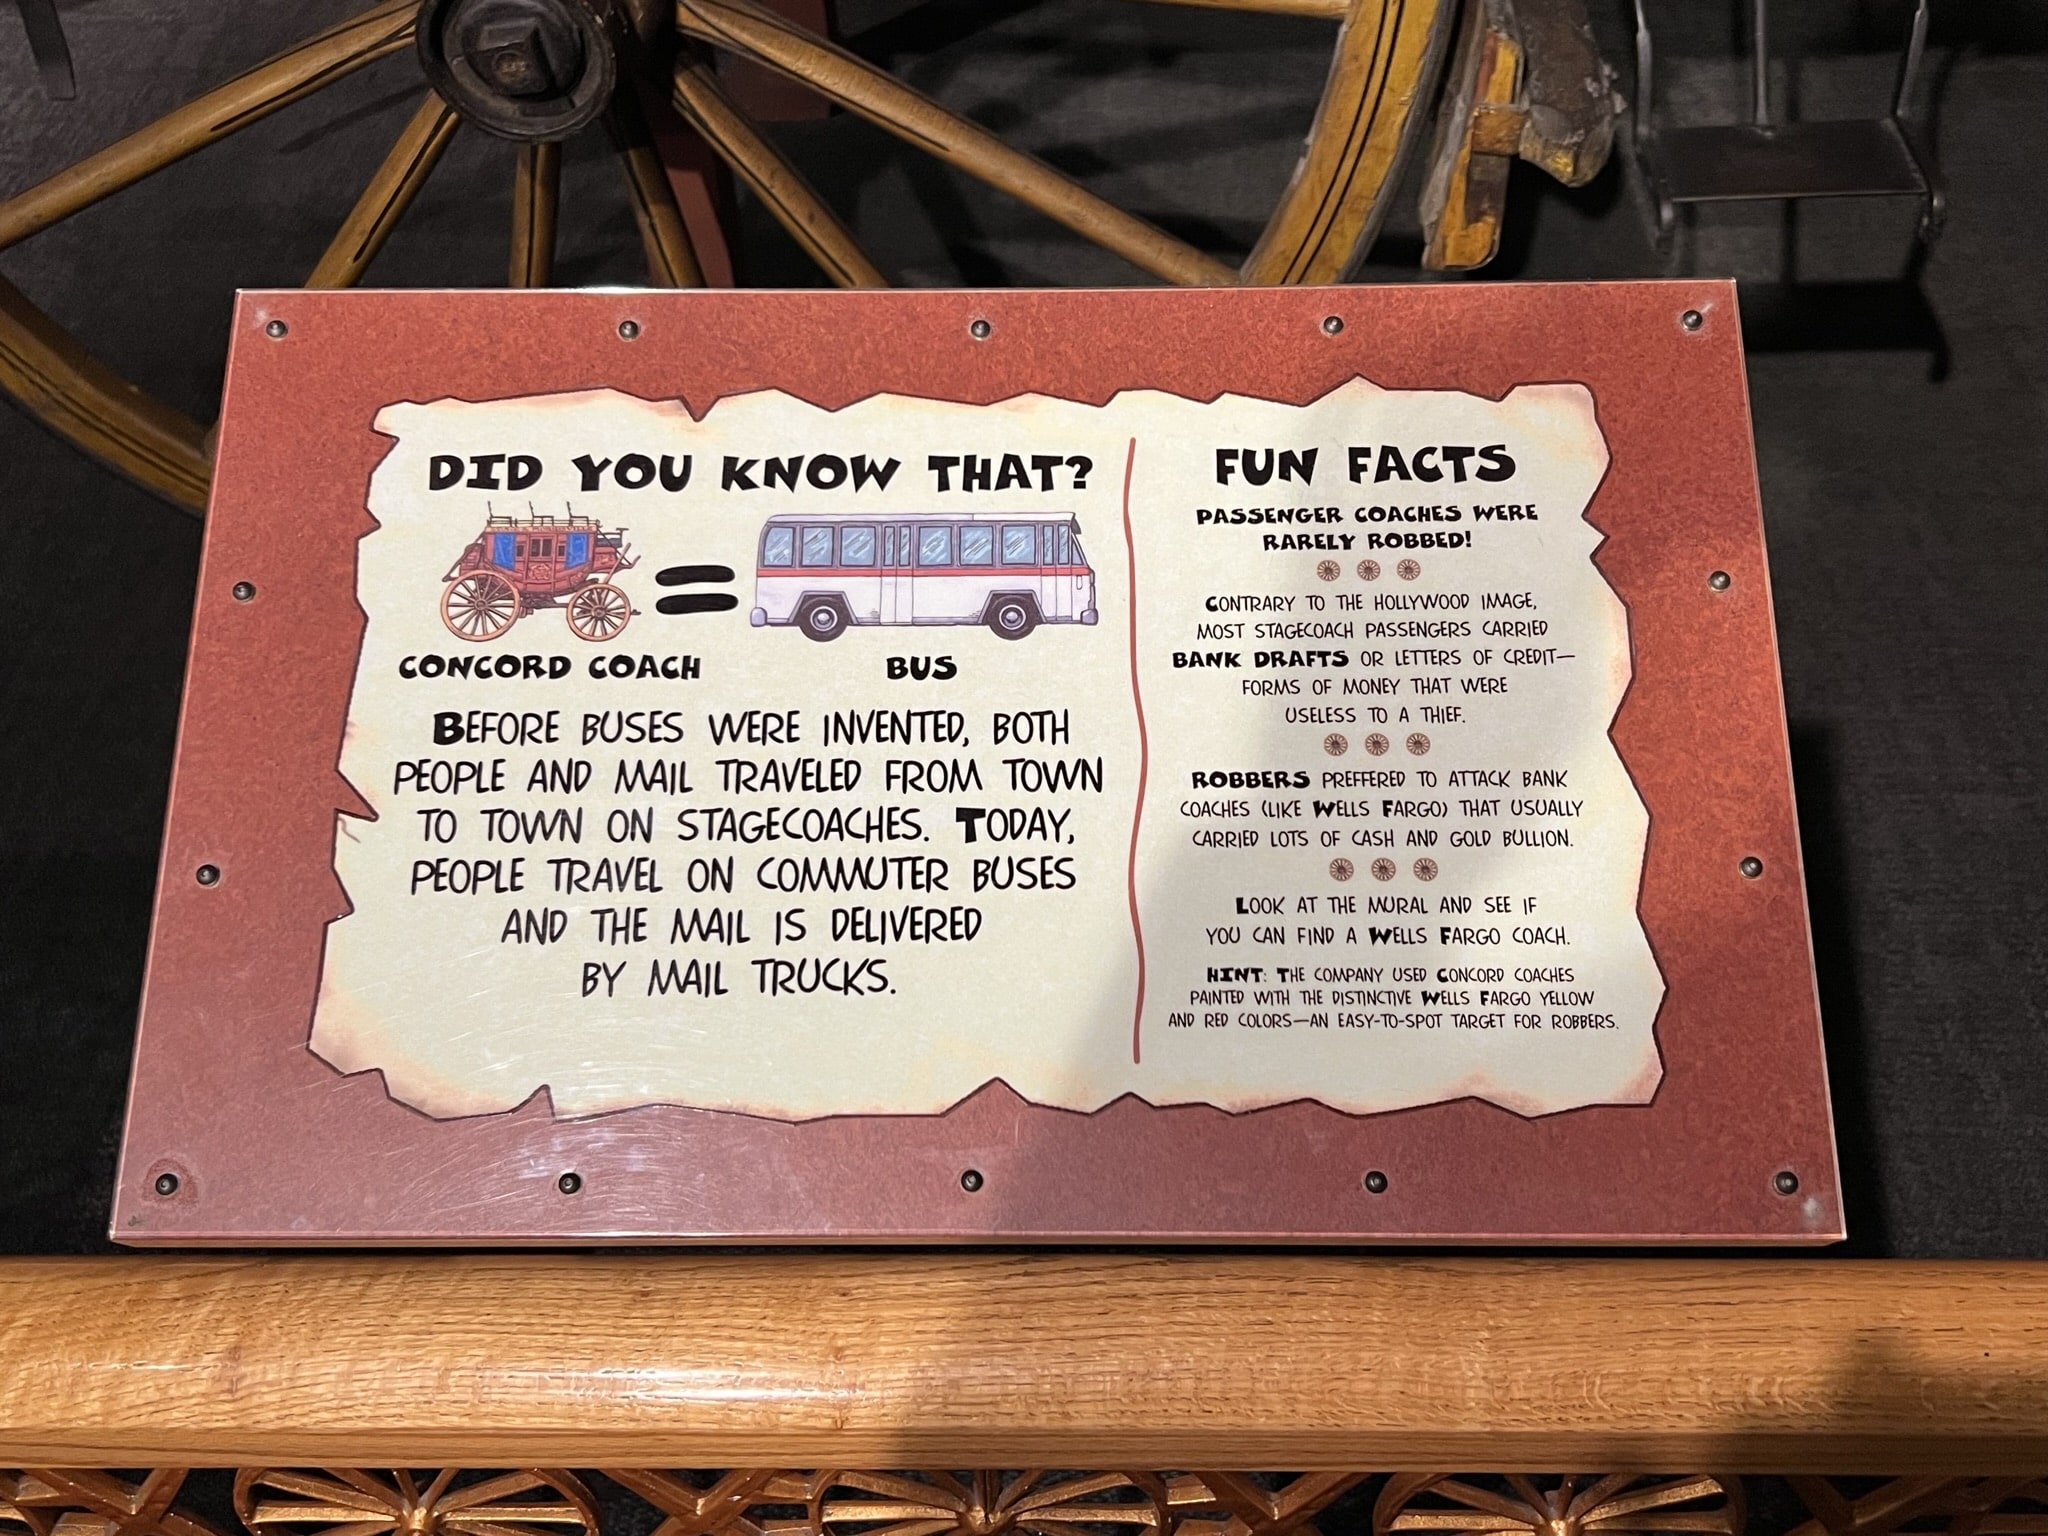 DID YOU KNOW THAT?
CONCORD COACH
BUS
BEFORE BUSES WERE INVENTED, BOTH
PEOPLE AND MAIL TRAVELED FROM TOWN
TO TOWN ON STAGECOACHES. TODAY,
PEOPLE TRAVEL ON COMMUTER BUSES
AND THE MAIL IS DELIVERED
BY MAIL TRUCKS.
FUN FACTS
PASSENGER COACHES WERE
RARELY ROBBED!
CONTRARY TO THE HOLLYWOOD IMAGE,
MOST STAGECOACH PASSENGERS CARRIED
BANK DRAFTS OR LETTERS OF CREDIT—
FORMS OF MONEY THAT WERE
USELESS TO A THIEF.
ROBBERS PREFFERED TO ATTACK BANK
COACHES (LIKE WELLS FARGO) THAT USUALLY
CARRIED LOTS OF CASH AND GOLD BULLION.
LOOK AT THE MURAL AND SEE IF
YOU CAN FIND A WELLS FARGO COACH.
HINT: THE COMPANY USED CONCORD COACHES
PAINTED WITH THE DISTINCTIVE WELLS FARGO YELLOW
AND RED COLORS—AN EASY-TO-SPOT TARGET FOR ROBBERS.